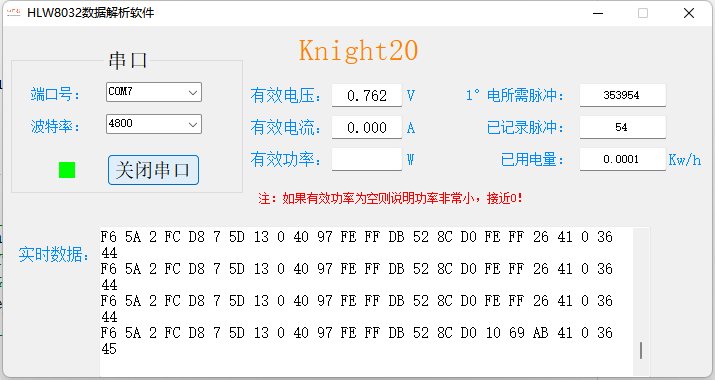 HLW8032数据解析软件
Knight20
串口
端口号： COM7
波特率： 4800
关闭串口
有效电压： 0.762 V
有效电流： 0.000 A
有效功率： W
1°电所需脉冲： 353954
已记录脉冲： 54
已用电量： 0.0001 Kw/h
注：如果有效功率为空则说明功率非常小，接近0！
实时数据：
F6 5A 2 FC D8 7 5D 13 0 40 97 FE FF DB 52 8C D0 FE FF 26 41 0 36
44
F6 5A 2 FC D8 7 5D 13 0 40 97 FE FF DB 52 8C D0 FE FF 26 41 0 36
44
F6 5A 2 FC D8 7 5D 13 0 40 97 FE FF DB 52 8C D0 FE FF 26 41 0 36
44
F6 5A 2 FC D8 7 5D 13 0 40 97 FE FF DB 52 8C D0 10 69 AB 41 0 36
45